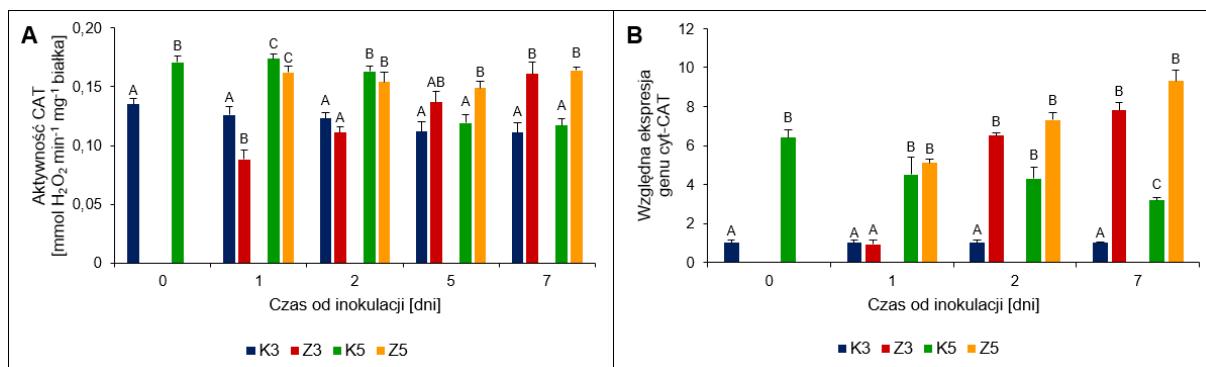 A
Aktywność CAT
[mmol H₂O₂ min⁻¹ mg⁻¹ białka]
0,20
0,15
0,10
0,05
0
A B
A B C C
A A B B
A AB A B
A B A B
0 1 2 5 7
Czas od inokulacji [dni]
K3 Z3 K5 Z5
B
Względna ekspresja
genu cyt-CAT
12
10
8
6
4
2
0
A B
A A B B
A B B B
A B C B
0 1 2 7
Czas od inokulacji [dni]
K3 Z3 K5 Z5